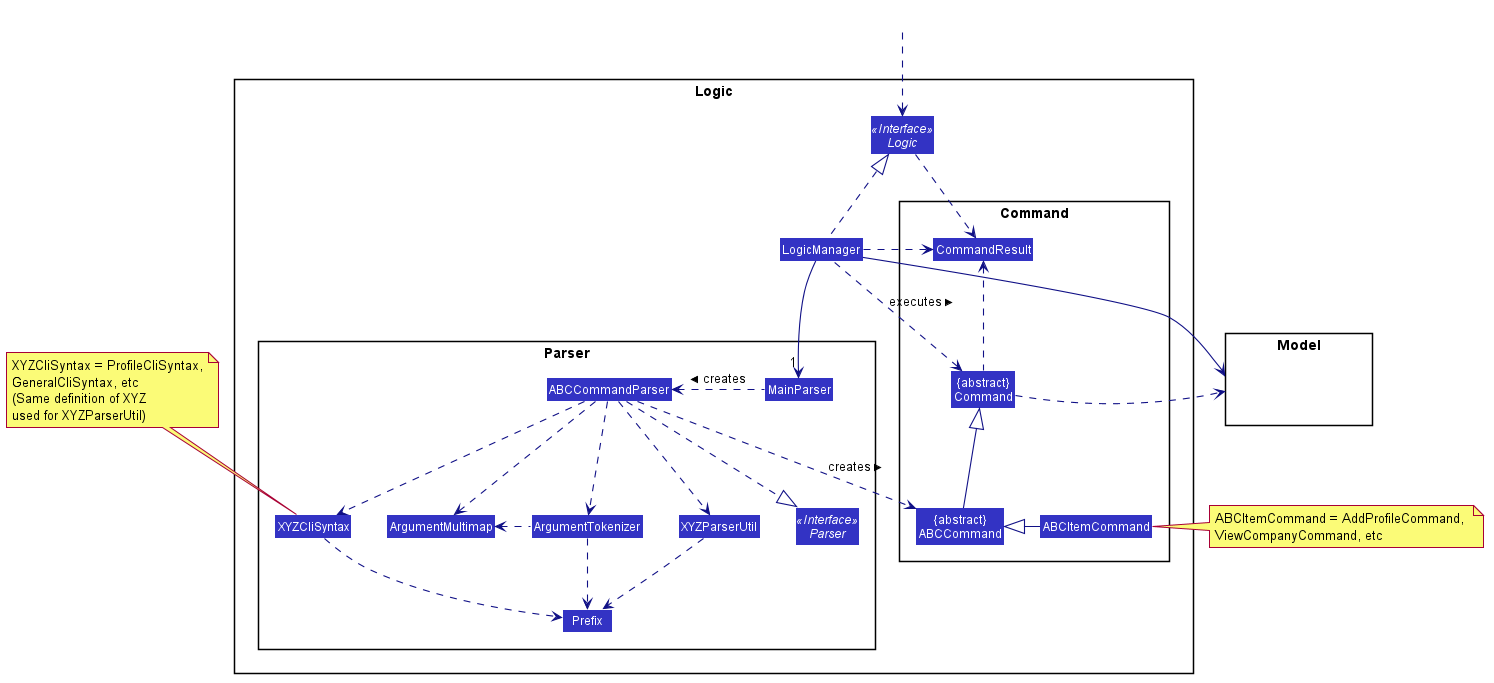 Logic
«Interface»
Logic
Command
LogicManager
CommandResult
executes ►
Parser
Model
XYZCliSyntax = ProfileCliSyntax,
GeneralCliSyntax, etc
(Same definition of XYZ
used for XYZParserUtil)
1
◄ creates
ABCCommandParser
MainParser
{abstract}
Command
creates ►
XYZCliSyntax
ArgumentMultimap
ArgumentTokenizer
XYZParserUtil
«Interface»
Parser
{abstract}
ABCCommand
ABCItemCommand
ABCItemCommand = AddProfileCommand,
ViewCompanyCommand, etc
Prefix